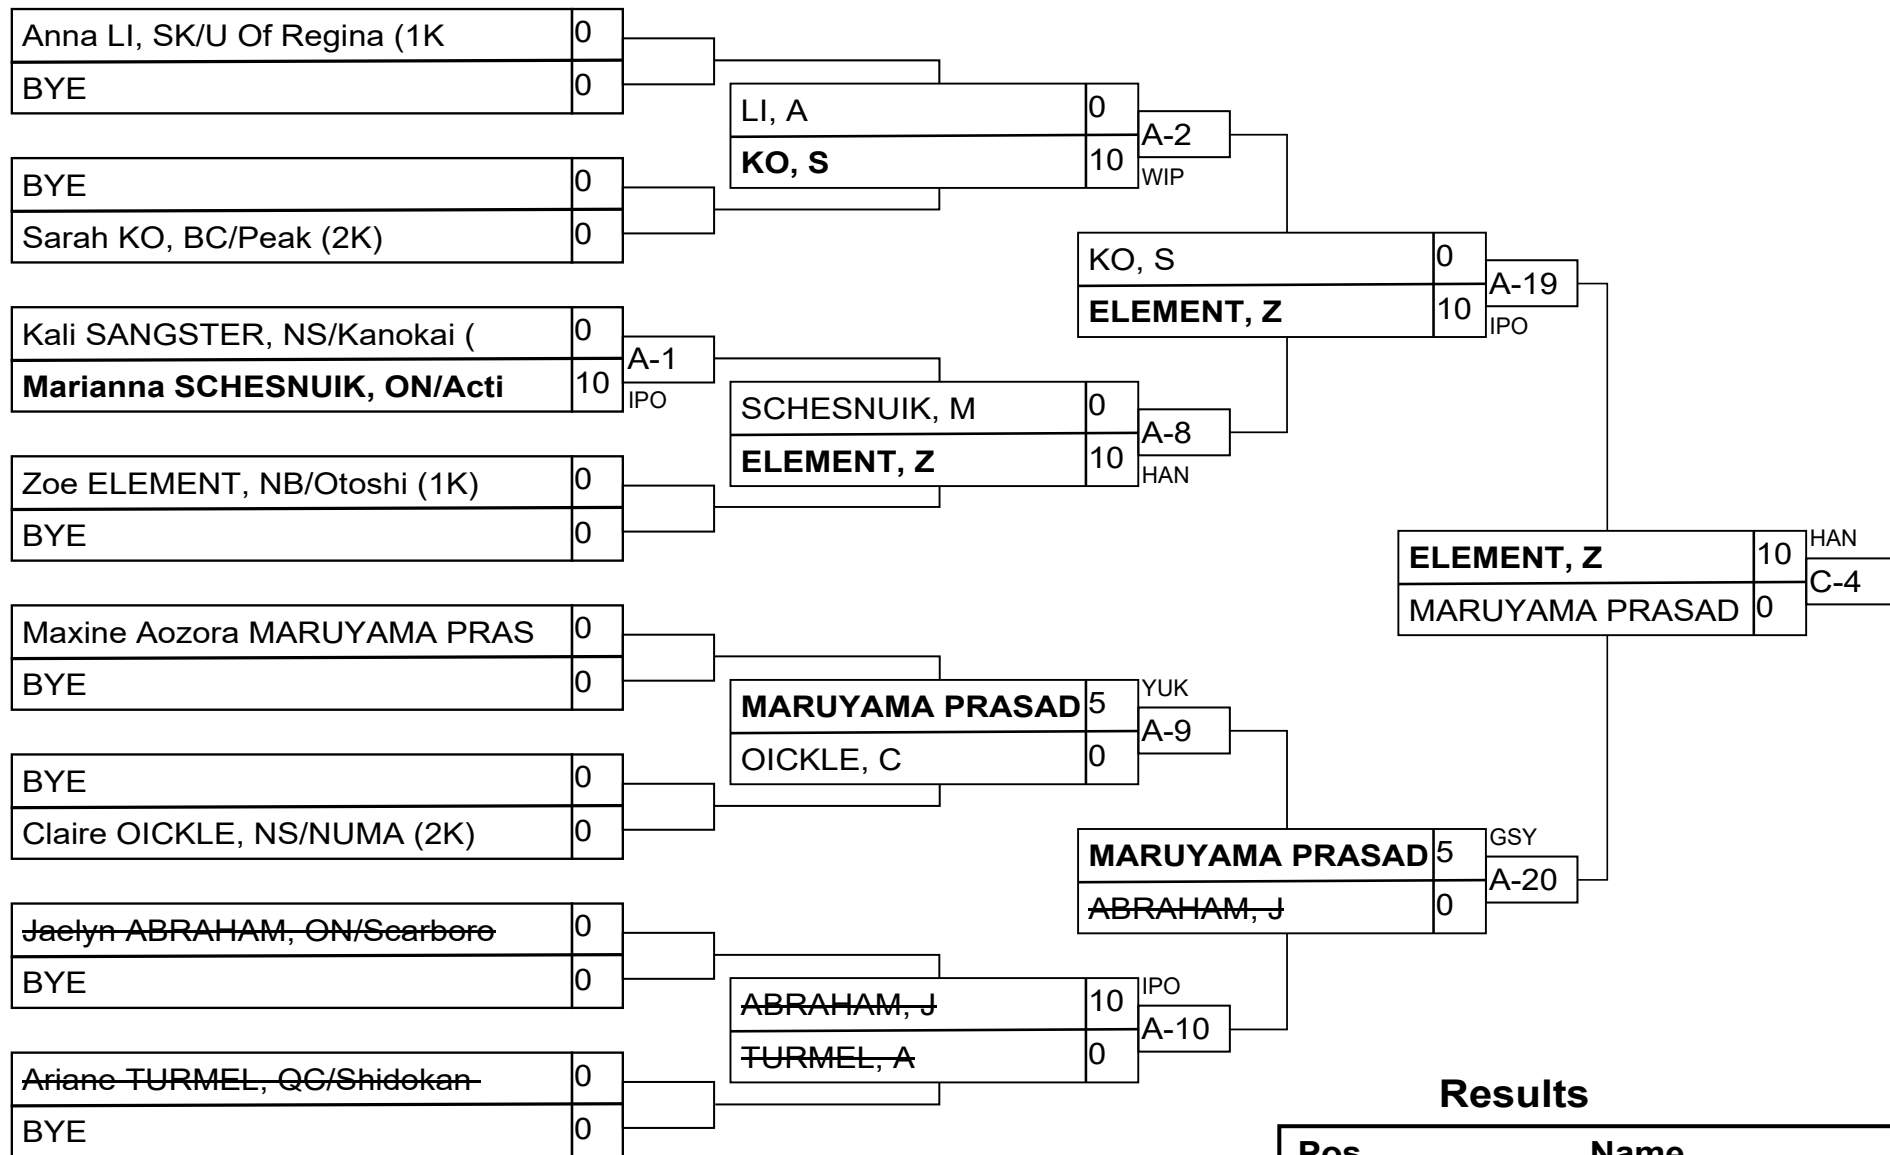 Anna LI, SK/U Of Regina (1K 0
BYE 0
BYE 0
Sarah KO, BC/Peak (2K) 0
Kali SANGSTER, NS/Kanokai ( 0
Marianna SCHESNUIK, ON/Acti 10
A-1
IPO
Zoe ELEMENT, NB/Otoshi (1K) 0
BYE 0
Maxine Aozora MARUYAMA PRAS 0
BYE 0
BYE 0
Claire OICKLE, NS/NUMA (2K) 0
Jaelyn ABRAHAM, ON/Scarboro 0
BYE 0
Ariane TURMEL, QC/Shidokan 0
BYE 0
LI, A 0
KO, S 10
A-2
WIP
SCHESNUIK, M 0
ELEMENT, Z 10
A-8
HAN
MARUYAMA PRASAD 5
OICKLE, C 0
YUK
A-9
ABRAHAM, J 10
TURMEL, A 0
IPO
A-10
KO, S 0
ELEMENT, Z 10
A-19
IPO
MARUYAMA PRASAD 5
ABRAHAM, J 0
GSY
A-20
ELEMENT, Z 10
MARUYAMA PRASAD 0
HAN
C-4
Results
Pos Name